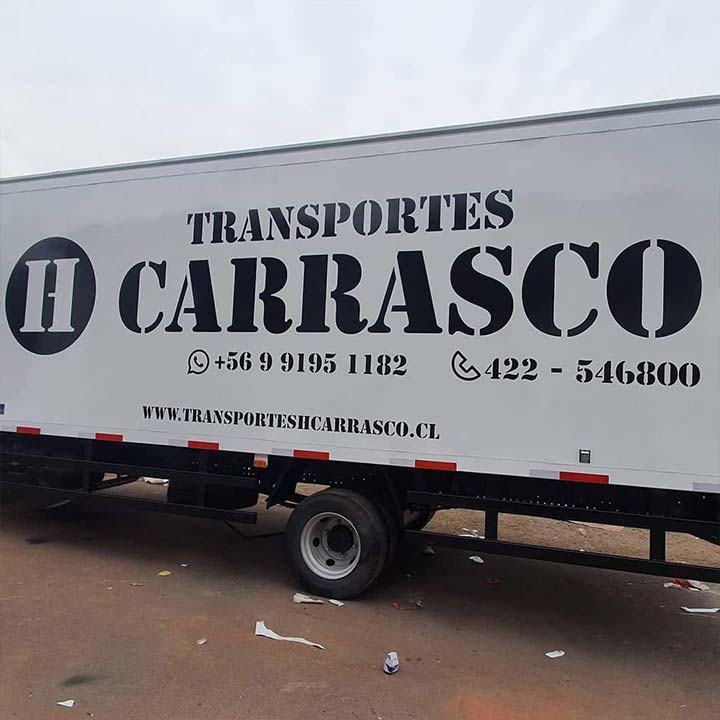 TRANSPORTES
H CARRASCO
+56 9 9195 1182 422 - 546800
WWW.TRANSPORTESHCARRASCO.CL